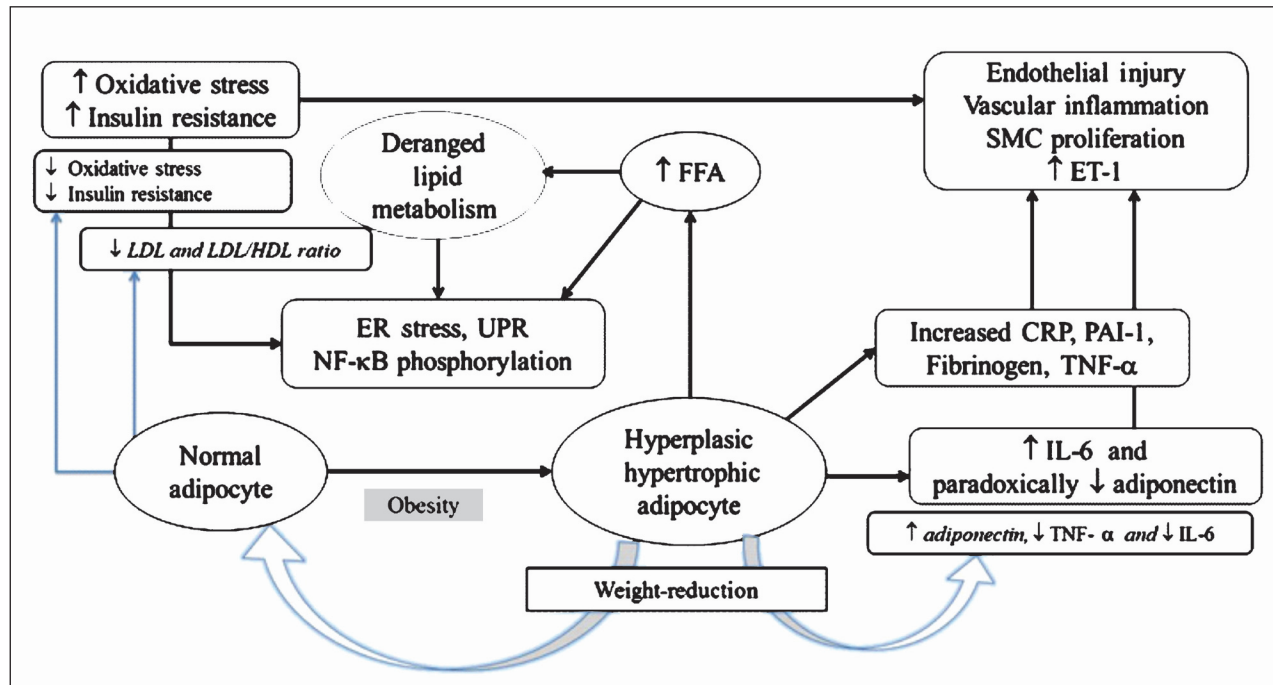 ↑ Oxidative stress
↑ Insulin resistance
↓ Oxidative stress
↓ Insulin resistance
↓ LDL and LDL/HDL ratio
Deranged
lipid
metabolism
↑ FFA
Endothelial injury
Vascular inflammation
SMC proliferation
↑ ET-1
ER stress, UPR
NF-κB phosphorylation
Increased CRP, PAI-1,
Fibrinogen, TNF-α
Normal
adipocyte
Obesity
Hyperplasic
hypertrophic
adipocyte
↑ IL-6 and
paradoxically ↓ adiponectin
↑ adiponectin, ↓ TNF- α and ↓ IL-6
Weight-reduction